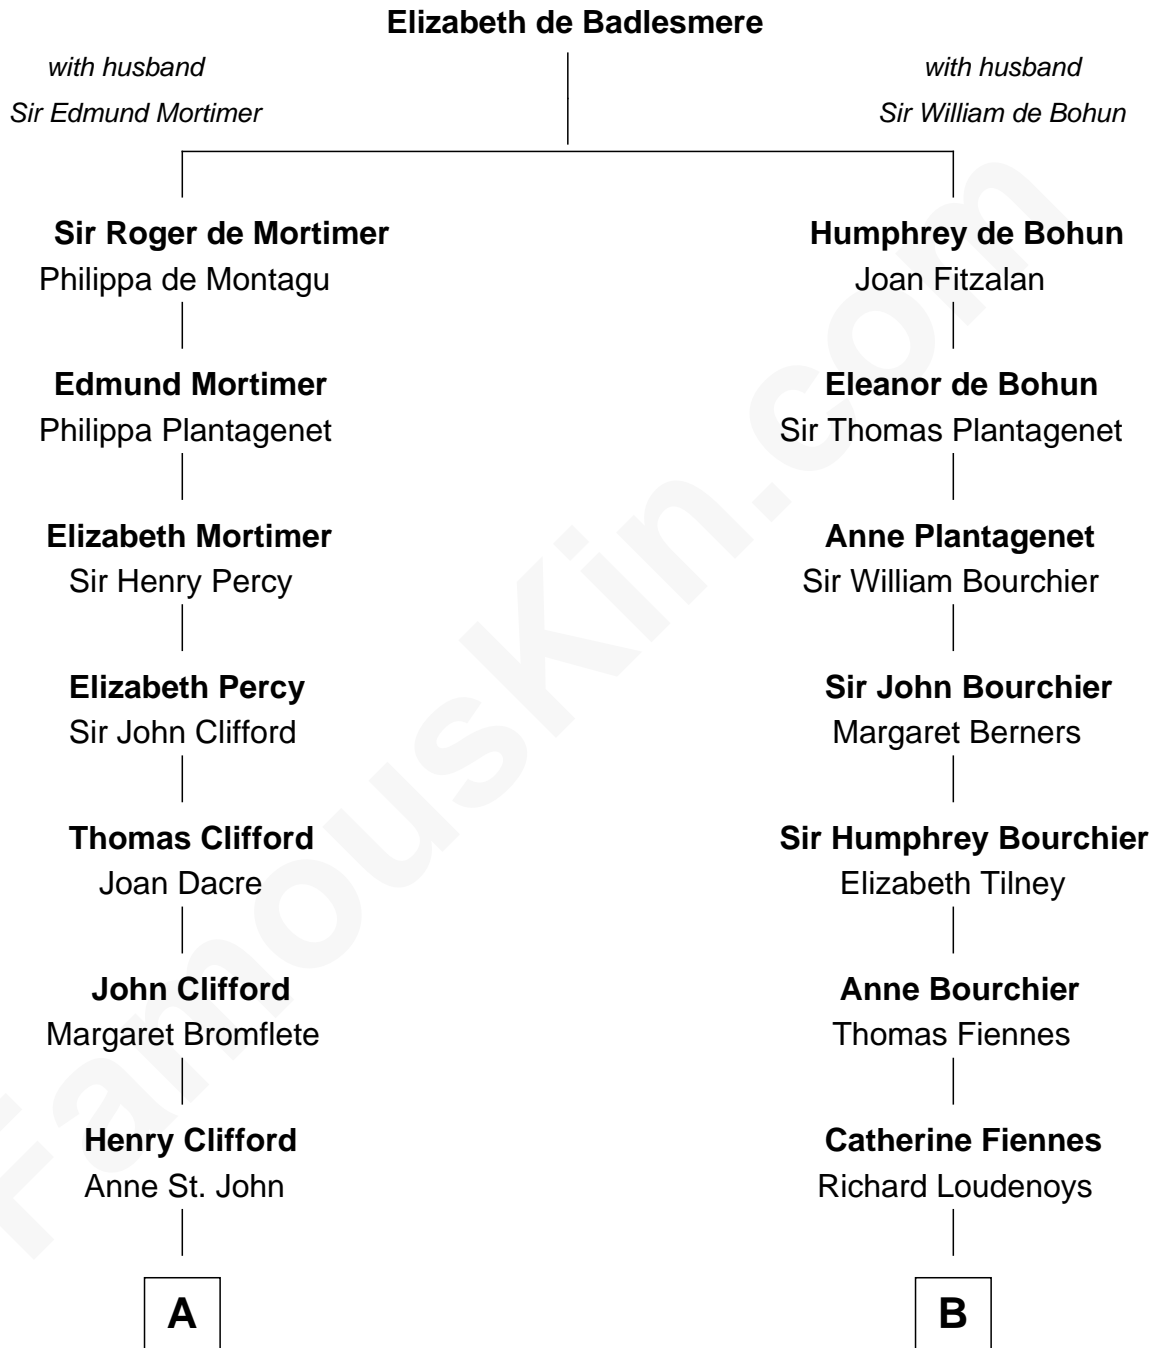 Elizabeth de Badlesmere
with husband
Sir Edmund Mortimer
with husband
Sir William de Bohun
Sir Roger de Mortimer
Philippa de Montagu
Humphrey de Bohun
Joan Fitzalan
Edmund Mortimer
Philippa Plantagenet
Eleanor de Bohun
Sir Thomas Plantagenet
Elizabeth Mortimer
Sir Henry Percy
Anne Plantagenet
Sir William Bourchier
Elizabeth Percy
Sir John Clifford
Sir John Bourchier
Margaret Berners
Thomas Clifford
Joan Dacre
Sir Humphrey Bourchier
Elizabeth Tilney
John Clifford
Margaret Bromflete
Anne Bourchier
Thomas Fiennes
Henry Clifford
Anne St. John
Catherine Fiennes
Richard Loudenoys
A
B
FamousKin.com